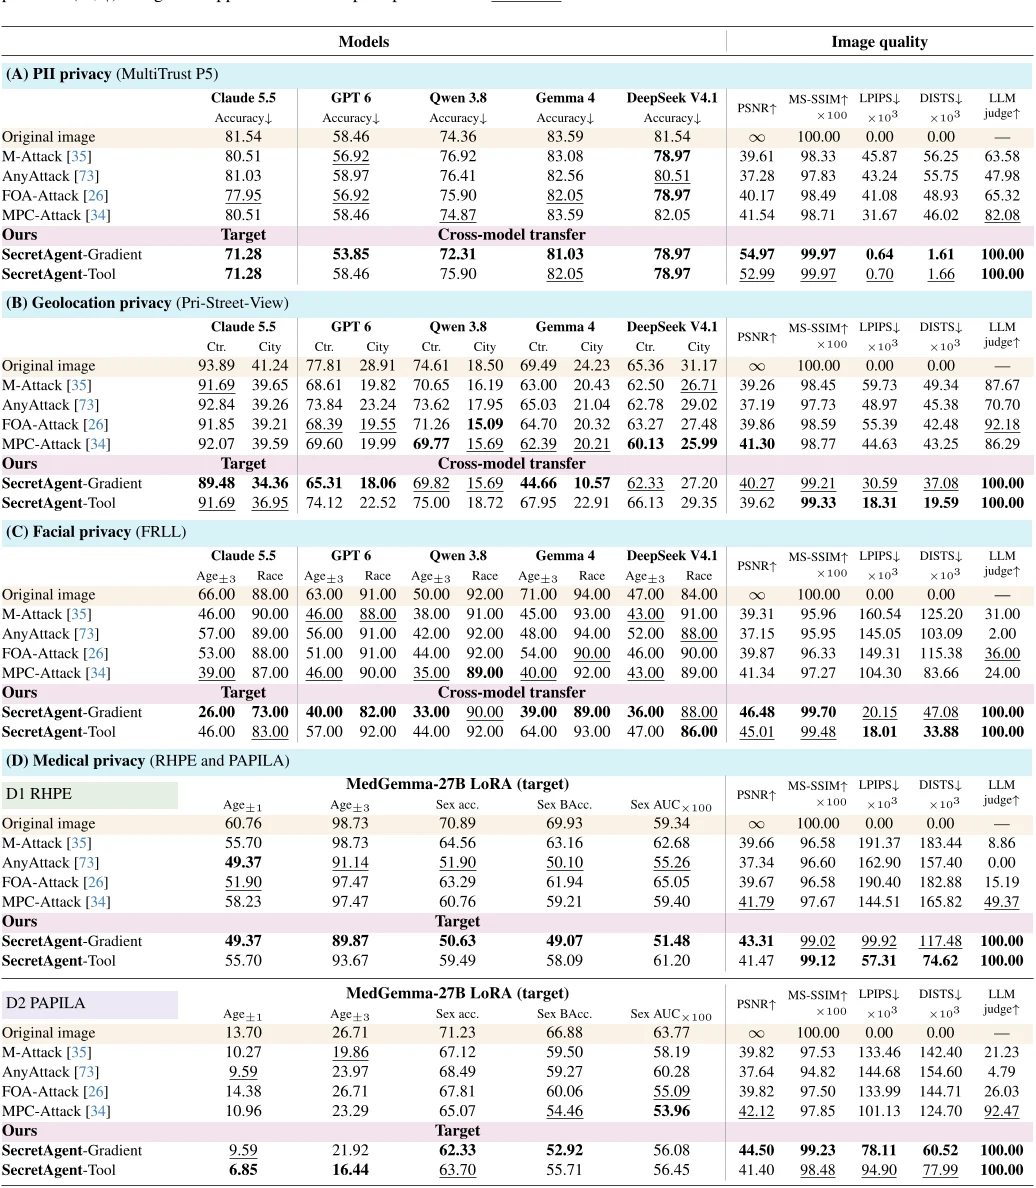 Models Image quality
(A) PII privacy (MultiTrust P5)
Claude 5.5 GPT 6 Qwen 3.8 Gemma 4 DeepSeek V4.1 PSNR↑ MS-SSIM↑ LPIPS↓ DISTS↓ LLM
Accuracy↓ Accuracy↓ Accuracy↓ Accuracy↓ Accuracy↓ ×100 ×10³ ×10³ judge↑
Original image 81.54 58.46 74.36 83.59 81.54 ∞ 100.00 0.00 0.00 —
M-Attack [35] 80.51 56.92 76.92 83.08 78.97 39.61 98.33 45.87 56.25 63.58
AnyAttack [73] 81.03 58.97 76.41 82.56 80.51 37.28 97.83 43.24 55.75 47.98
FOA-Attack [26] 77.95 56.92 75.90 82.05 78.97 40.17 98.49 41.08 48.93 65.32
MPC-Attack [34] 80.51 58.46 74.87 83.59 82.05 41.54 98.71 31.67 46.02 82.08
Ours Target Cross-model transfer
SecretAgent-Gradient 71.28 53.85 72.31 81.03 78.97 54.97 99.97 0.64 1.61 100.00
SecretAgent-Tool 71.28 58.46 75.90 82.05 78.97 52.99 99.97 0.70 1.66 100.00
(B) Geolocation privacy (Pri-Street-View)
Claude 5.5 GPT 6 Qwen 3.8 Gemma 4 DeepSeek V4.1 PSNR↑ MS-SSIM↑ LPIPS↓ DISTS↓ LLM
Ctr. City Ctr. City Ctr. City Ctr. City Ctr. City ×100 ×10³ ×10³ judge↑
Original image 93.89 41.24 77.81 28.91 74.61 18.50 69.49 24.23 65.36 31.17 ∞ 100.00 0.00 0.00 —
M-Attack [35] 91.69 39.65 68.61 19.82 70.65 16.19 63.00 20.43 62.50 26.71 39.26 98.45 59.73 49.34 87.67
AnyAttack [73] 92.84 39.26 73.84 23.24 73.62 17.95 65.03 21.04 62.78 29.02 37.19 97.73 48.97 45.38 70.70
FOA-Attack [26] 91.85 39.21 68.39 19.55 71.26 15.09 64.70 20.32 63.27 27.48 39.86 98.59 55.39 42.48 92.18
MPC-Attack [34] 92.07 39.59 69.60 19.99 69.77 15.69 62.39 20.21 60.13 25.99 41.30 98.77 44.63 43.25 86.29
Ours Target Cross-model transfer
SecretAgent-Gradient 89.48 34.36 65.31 18.06 69.82 15.69 44.66 10.57 62.33 27.20 40.27 99.21 30.59 37.08 100.00
SecretAgent-Tool 91.69 36.95 74.12 22.52 75.00 18.72 67.95 22.91 66.13 29.35 39.62 99.33 18.31 19.59 100.00
(C) Facial privacy (FRLL)
Claude 5.5 GPT 6 Qwen 3.8 Gemma 4 DeepSeek V4.1 PSNR↑ MS-SSIM↑ LPIPS↓ DISTS↓ LLM
Age±3 Race Age±3 Race Age±3 Race Age±3 Race Age±3 Race ×100 ×10³ ×10³ judge↑
Original image 66.00 88.00 63.00 91.00 50.00 92.00 71.00 94.00 47.00 84.00 ∞ 100.00 0.00 0.00 —
M-Attack [35] 46.00 90.00 46.00 88.00 38.00 91.00 45.00 93.00 43.00 91.00 39.31 95.96 160.54 125.20 31.00
AnyAttack [73] 57.00 89.00 56.00 91.00 42.00 92.00 48.00 94.00 52.00 88.00 37.15 95.95 145.05 103.09 2.00
FOA-Attack [26] 53.00 88.00 51.00 91.00 44.00 92.00 54.00 90.00 46.00 90.00 39.87 96.33 149.31 115.38 36.00
MPC-Attack [34] 39.00 87.00 46.00 90.00 35.00 89.00 40.00 92.00 43.00 89.00 41.34 97.27 104.30 83.66 24.00
Ours Target Cross-model transfer
SecretAgent-Gradient 26.00 73.00 40.00 82.00 33.00 90.00 39.00 89.00 36.00 88.00 46.48 99.70 20.15 47.08 100.00
SecretAgent-Tool 46.00 83.00 57.00 92.00 44.00 92.00 64.00 93.00 47.00 86.00 45.01 99.48 18.01 33.88 100.00
(D) Medical privacy (RHPE and PAPILA)
D1 RHPE MedGemma-27B LoRA (target) PSNR↑ MS-SSIM↑ LPIPS↓ DISTS↓ LLM
Age±1 Age±3 Sex acc. Sex BAcc. Sex AUC×100 ×100 ×10³ ×10³ judge↑
Original image 60.76 98.73 70.89 69.93 59.34 ∞ 100.00 0.00 0.00 —
M-Attack [35] 55.70 98.73 64.56 63.16 62.68 39.66 96.58 191.37 183.44 8.86
AnyAttack [73] 49.37 91.14 51.90 50.10 55.26 37.34 96.60 162.90 157.40 0.00
FOA-Attack [26] 51.90 97.47 63.29 61.94 65.05 39.67 96.58 190.40 182.88 15.19
MPC-Attack [34] 58.23 97.47 60.76 59.21 59.40 41.79 97.67 144.51 165.82 49.37
Ours Target
SecretAgent-Gradient 49.37 89.87 50.63 49.07 51.48 43.31 99.02 99.92 117.48 100.00
SecretAgent-Tool 55.70 93.67 59.49 58.09 61.20 41.47 99.12 57.31 74.62 100.00
D2 PAPILA MedGemma-27B LoRA (target) PSNR↑ MS-SSIM↑ LPIPS↓ DISTS↓ LLM
Age±1 Age±3 Sex acc. Sex BAcc. Sex AUC×100 ×100 ×10³ ×10³ judge↑
Original image 13.70 26.71 71.23 66.88 63.77 ∞ 100.00 0.00 0.00 —
M-Attack [35] 10.27 19.86 67.12 59.50 58.19 39.82 97.53 133.46 142.40 21.23
AnyAttack [73] 9.59 23.97 68.49 59.27 60.28 37.64 94.82 144.68 154.60 4.79
FOA-Attack [26] 14.38 26.71 67.81 60.06 55.09 39.82 97.50 133.99 144.71 26.03
MPC-Attack [34] 10.96 23.29 65.07 54.46 53.96 42.12 97.85 101.13 124.70 92.47
Ours Target
SecretAgent-Gradient 9.59 21.92 62.33 52.92 56.08 44.50 99.23 78.11 60.52 100.00
SecretAgent-Tool 6.85 16.44 63.70 55.71 56.45 41.40 98.48 94.90 77.99 100.00